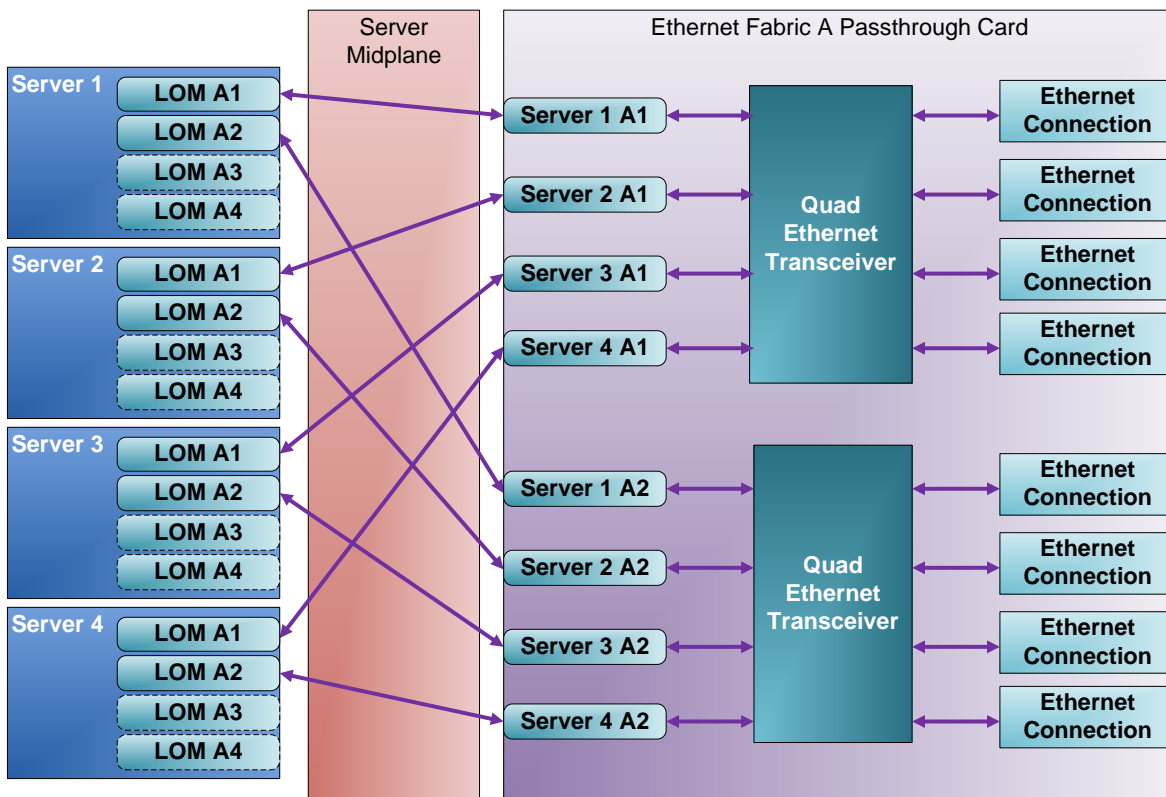 Server
Midplane
Ethernet Fabric A Passthrough Card
Server 1
LOM A1
LOM A2
LOM A3
LOM A4
Server 2
LOM A1
LOM A2
LOM A3
LOM A4
Server 3
LOM A1
LOM A2
LOM A3
LOM A4
Server 4
LOM A1
LOM A2
LOM A3
LOM A4
Server 1 A1
Server 2 A1
Server 3 A1
Server 4 A1
Server 1 A2
Server 2 A2
Server 3 A2
Server 4 A2
Quad
Ethernet
Transceiver
Quad
Ethernet
Transceiver
Ethernet
Connection
Ethernet
Connection
Ethernet
Connection
Ethernet
Connection
Ethernet
Connection
Ethernet
Connection
Ethernet
Connection
Ethernet
Connection